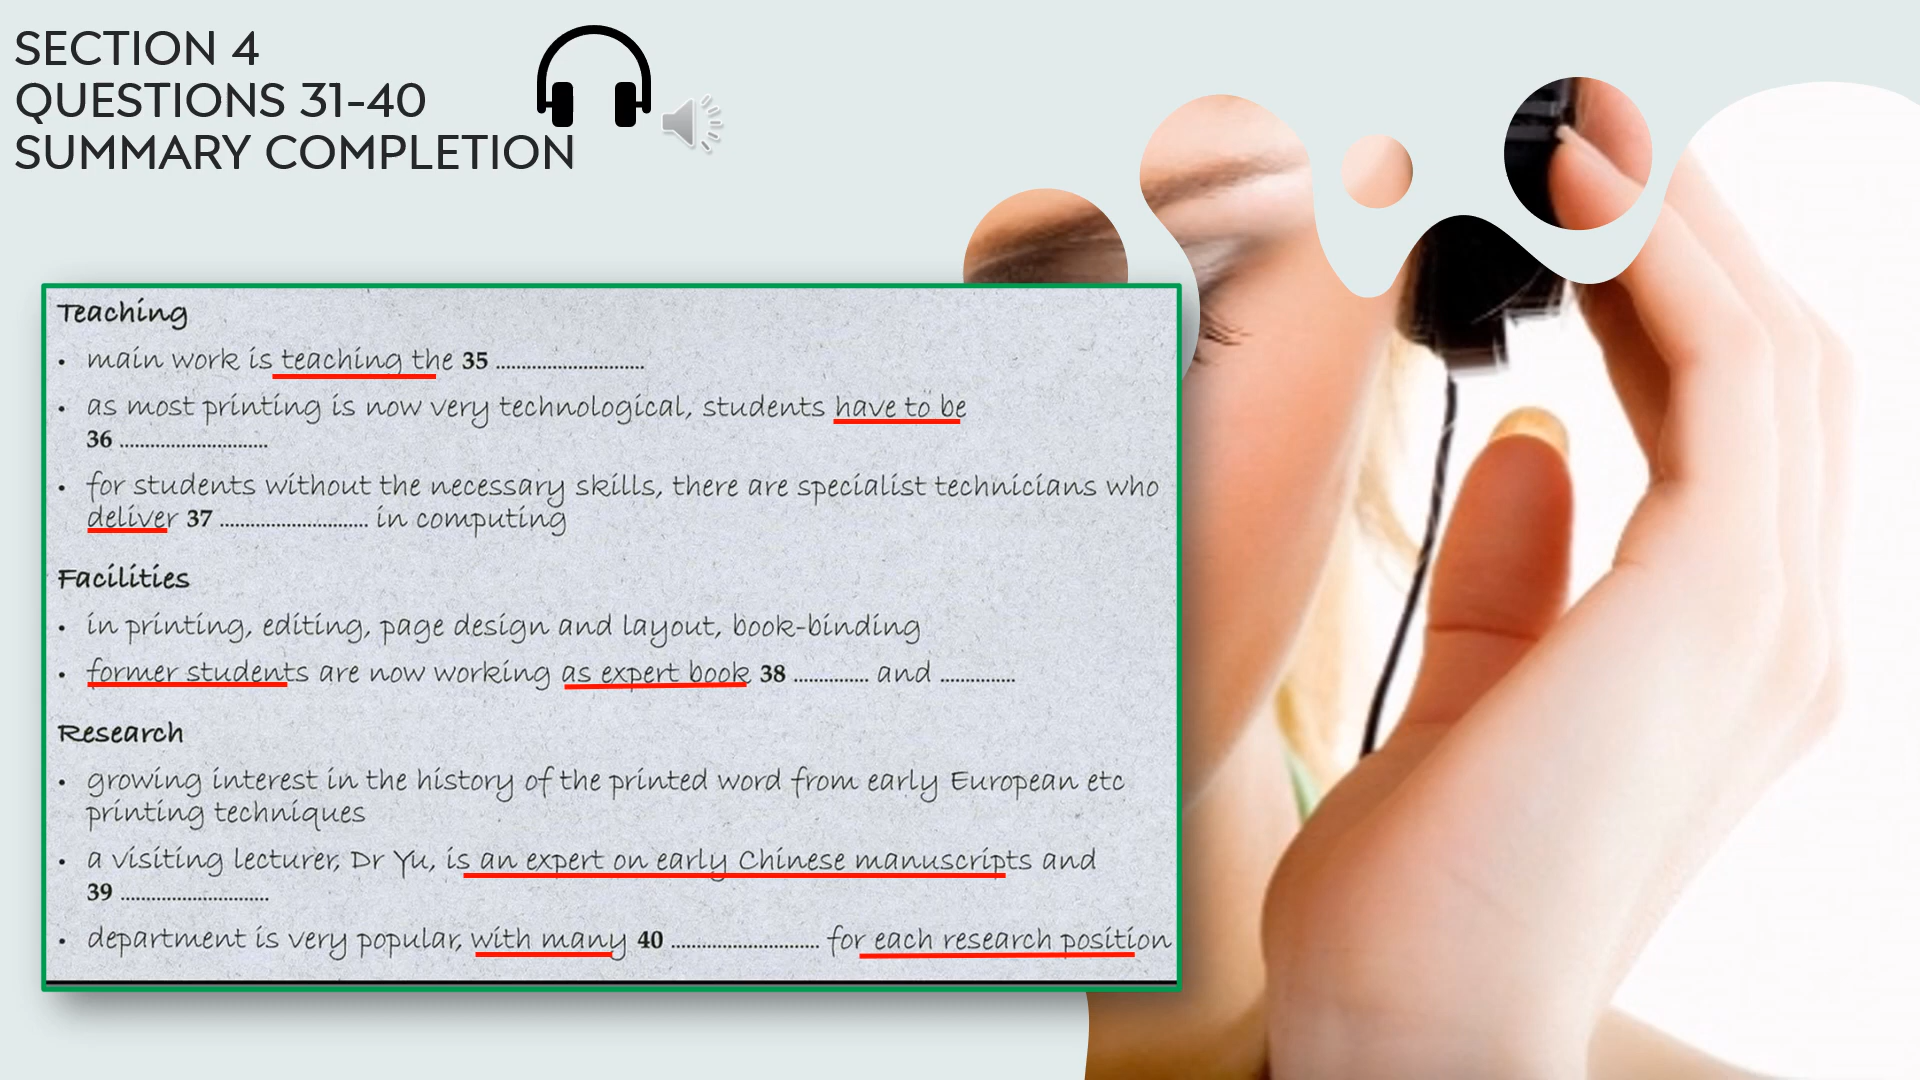 SECTION 4
QUESTIONS 31-40
SUMMARY COMPLETION
Teaching
• main work is teaching the 35 ............................
• as most printing is now very technological, students have to be
36 ............................
• for students without the necessary skills, there are specialist technicians who
deliver 37 ............................ in computing
Facilities
• in printing, editing, page design and layout, book-binding
• former students are now working as expert book 38 .............. and ..............
Research
• growing interest in the history of the printed word from early European etc
printing techniques
• a visiting lecturer, Dr Yu, is an expert on early Chinese manuscripts and
39 ............................
• department is very popular, with many 40 ............................ for each research position